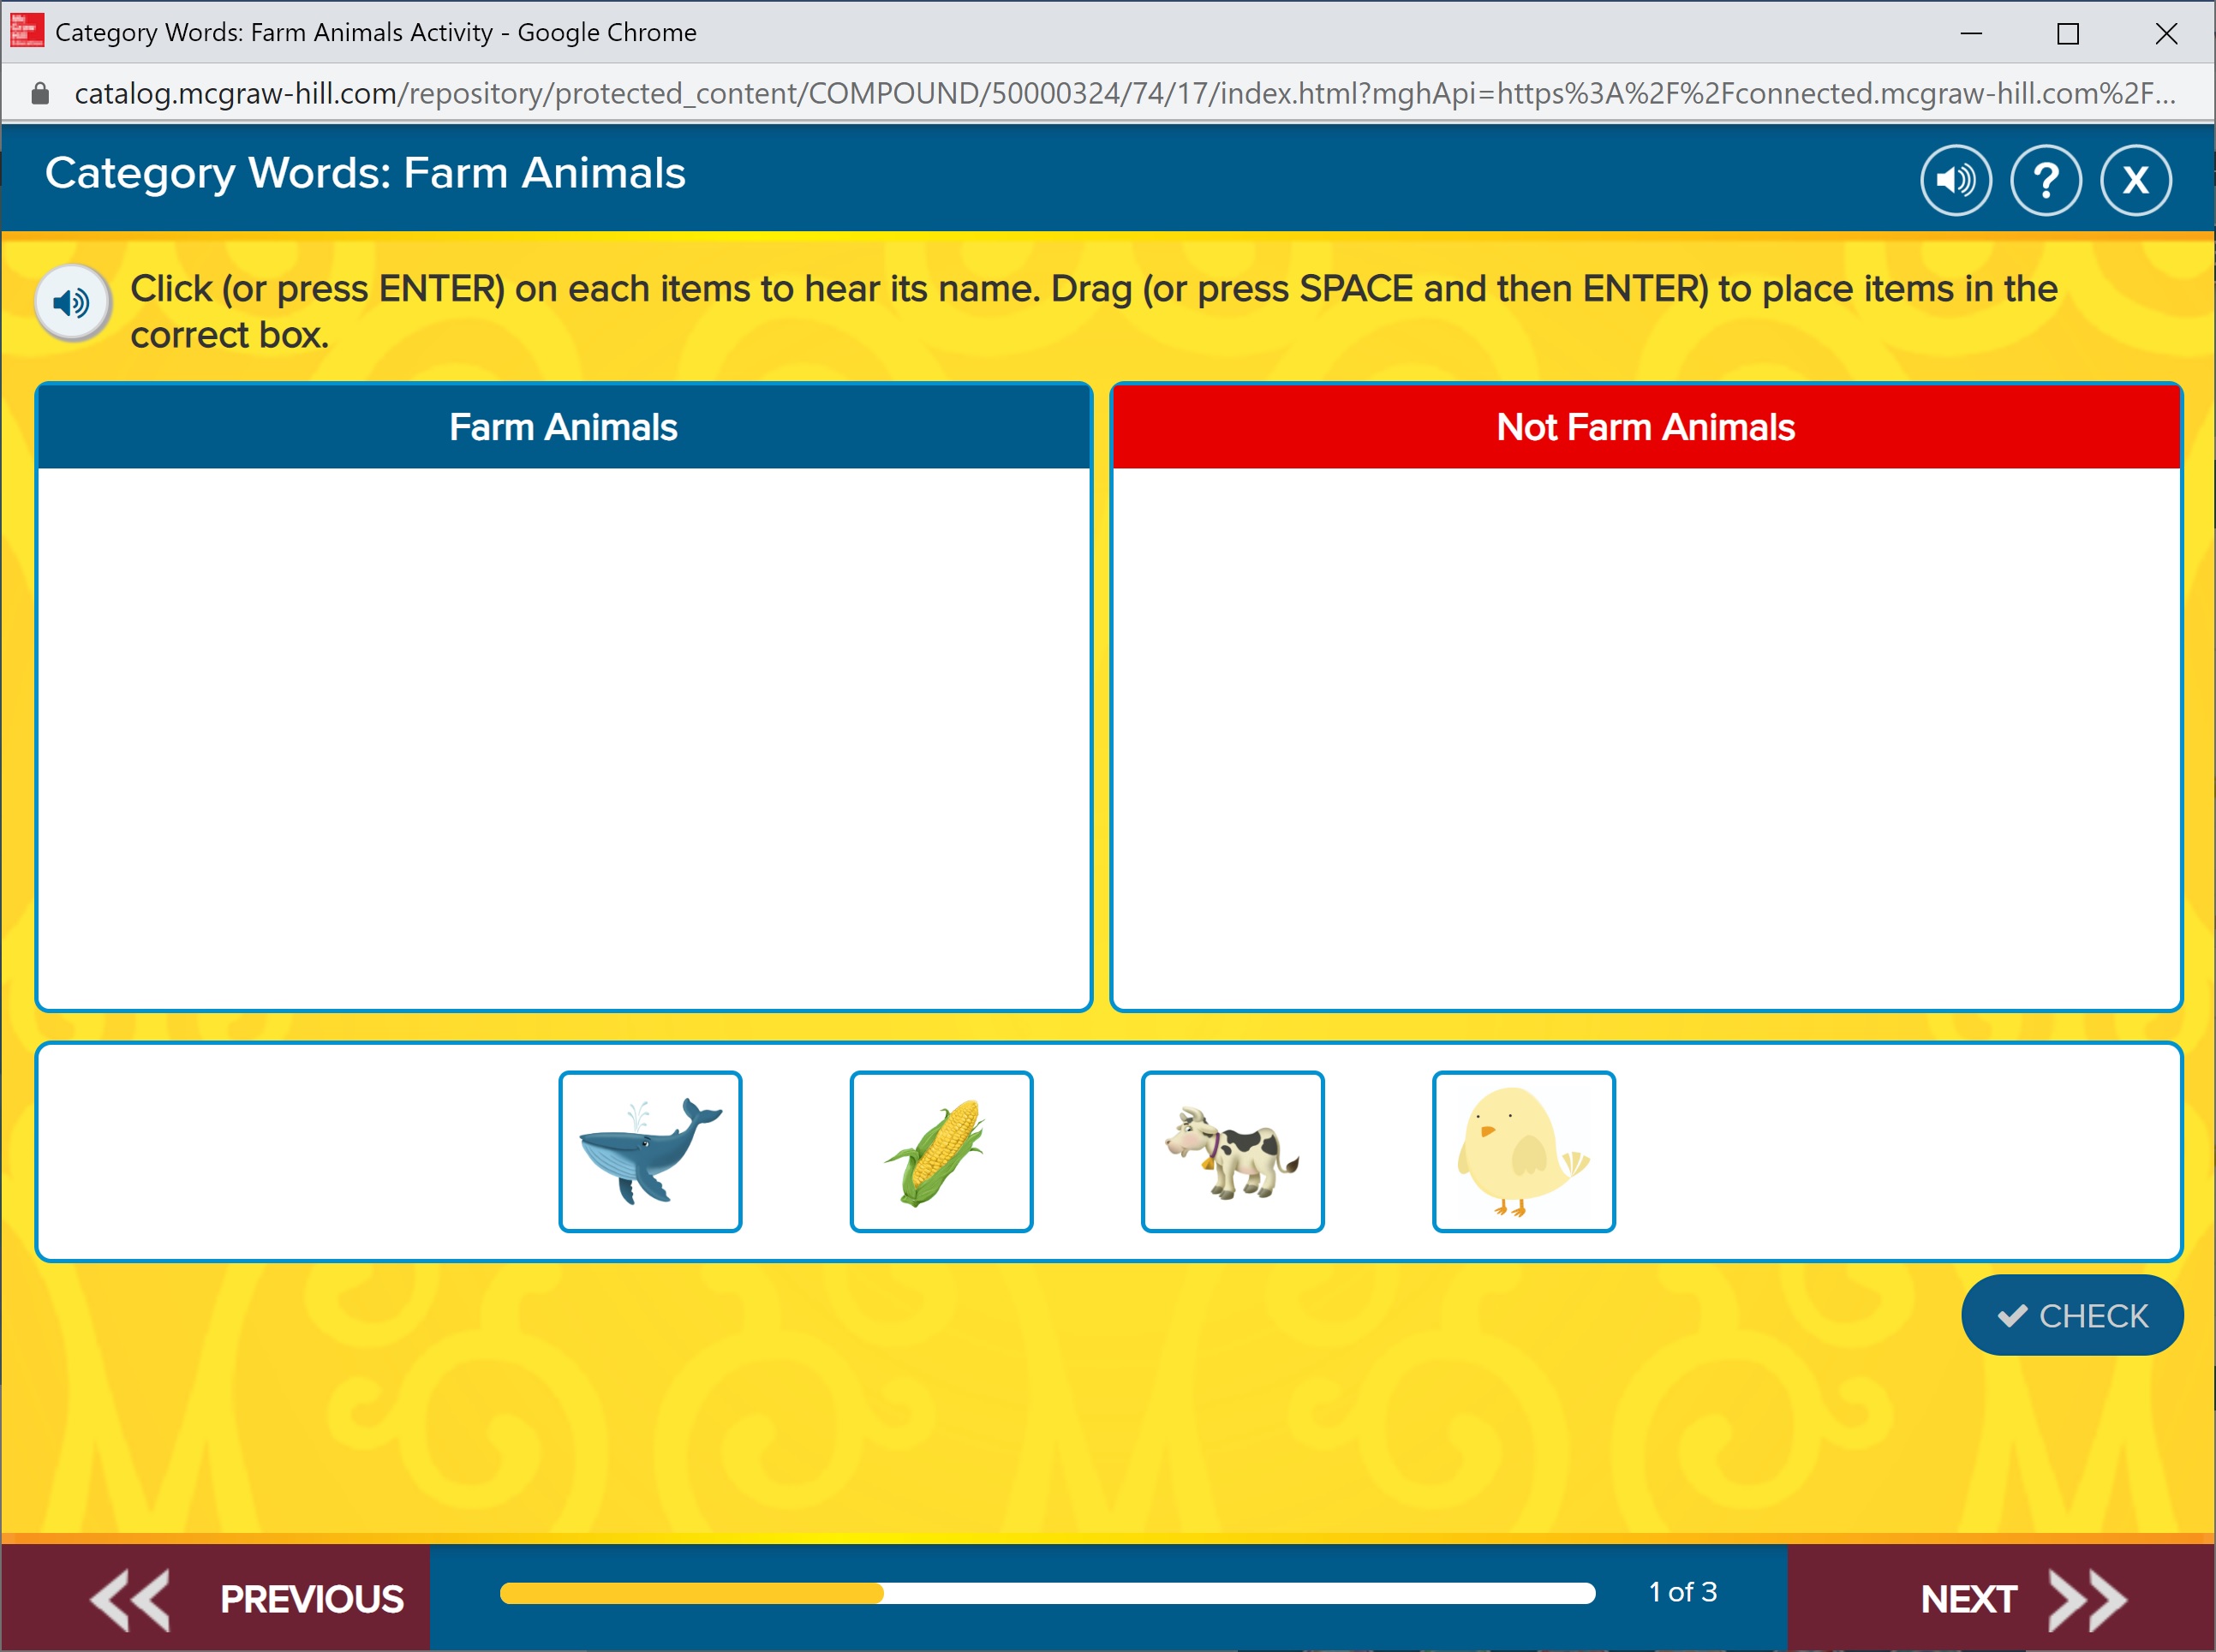 Category Words: Farm Animals Activity - Google Chrome
catalog.mcgraw-hill.com/repository/protected_content/COMPOUND/50000324/74/17/index.html?mghApi=https%3A%2F%2Fconnected.mcgraw-hill.com%2F...
Category Words: Farm Animals
?
X
Click (or press ENTER) on each items to hear its name. Drag (or press SPACE and then ENTER) to place items in the
correct box.
Farm Animals
Not Farm Animals
CHECK
PREVIOUS
1 of 3
NEXT